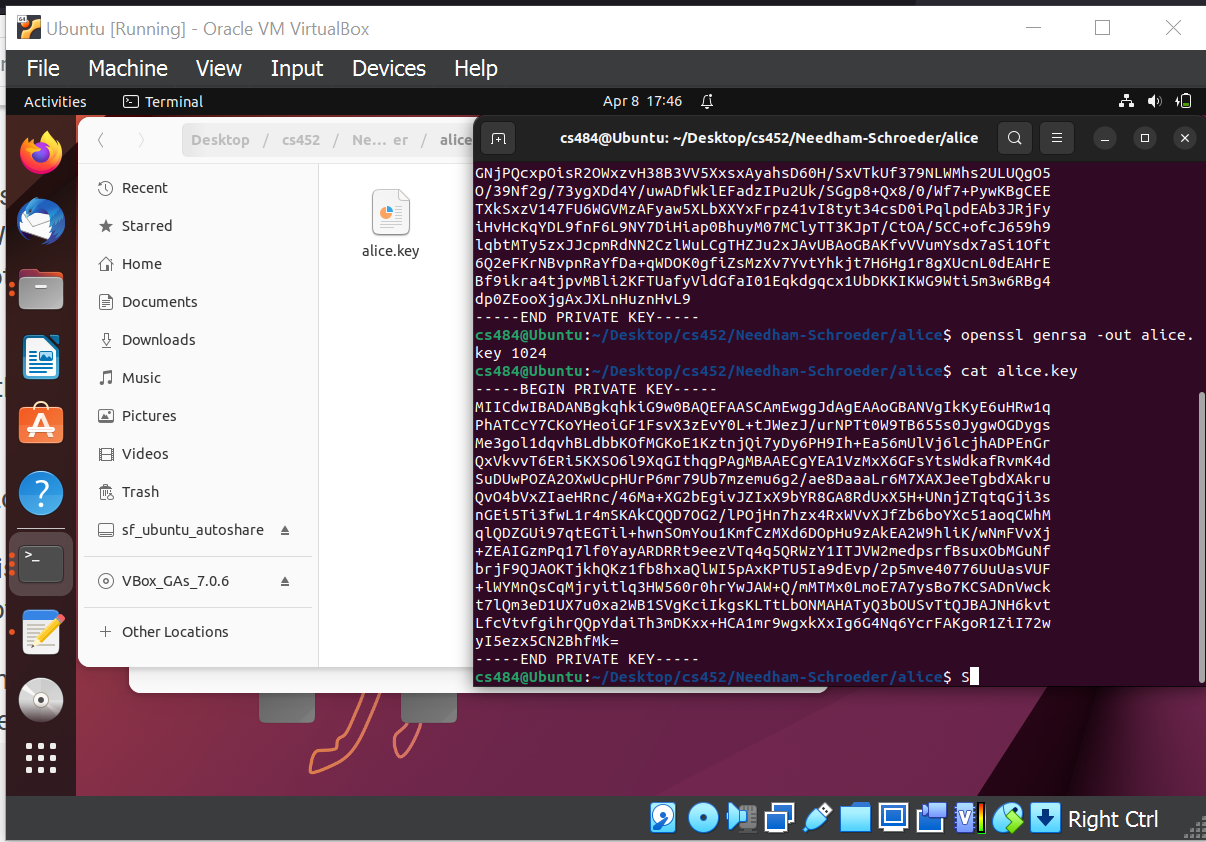 Ubuntu [Running] - Oracle VM VirtualBox
File Machine View Input Devices Help
Activities Terminal Apr 8 17:46
Desktop / cs452 / Ne… er / alice
cs484@Ubuntu: ~/Desktop/cs452/Needham-Schroeder/alice
Recent
Starred
Home
Documents
Downloads
Music
Pictures
Videos
Trash
sf_ubuntu_autoshare
VBox_GAs_7.0.6
Other Locations
alice.key
GNjPQcxpOisR2OWxzvH38B3VV5XxsxAyahsD60H/SxVTkUf379NLWMhs2ULUQgO5
O/39Nf2g/73ygXDd4Y/uwADfWklEFadzIPu2Uk/SGgp8+Qx8/0/Wf7+PywKBgCEE
TXkSxzV147FU6WGVMzAFyaw5XLbXXYxFrpz41vI8tyt34csD0iPqlpdEAb3JRjFy
iHvHcKqYDL9fnF6L9NY7DiHiap0BhuyM07MClyTT3KJpT/CtOA/5CC+ofcJ659h9
lqbtMTy5zxJJcpmRdNN2CzlWuLCgTHZJu2xJAvUBAoGBAKfvVVumYsdx7aSi1Oft
6Q2eFKrNBvpnRaYfDa+qWDOK0gfiZsMzXv7YvtYhkjt7H6Hg1r8gXUcnL0dEAHrE
Bf9ikra4tjpvMBli2KFTUafyVldGfaI01Eqkdgqcx1UbDKKIKWG9Wti5m3w6RBg4
dp0ZEooXjgAxJXLnHuznHvL9
-----END PRIVATE KEY-----
cs484@Ubuntu:~/Desktop/cs452/Needham-Schroeder/alice$ openssl genrsa -out alice.
key 1024
cs484@Ubuntu:~/Desktop/cs452/Needham-Schroeder/alice$ cat alice.key
-----BEGIN PRIVATE KEY-----
MIICdwIBADANBgkqhkiG9w0BAQEFAASCAmEwggJdAgEAAoGBANVgIkKyE6uHRw1q
PhATCcY7CKoYHeoiGF1FsvX3zEvY0L+tJWezJ/urNPTt0W9TB655s0JygwOGDygs
Me3gol1dqvhBLdbbKOfMGKoE1KztnjQi7yDy6PH9Ih+Ea56mUlVj6lcjhADPEnGr
QxVkvvT6ERi5KXSO6l9XqGIthqgPAgMBAAECgYEA1VzMxX6GFsYtsWdkafRvmK4d
SuDUwPOZA2OXwUcpHUrP6mr79Ub7mzemu6g2/ae8DaaaLr6M7XAXJeeTgbdXAkru
QvO4bVxZIaeHRnc/46Ma+XG2bEgivJZIxX9bYR8GA8RdUxX5H+UNnjZTqtqGji3s
nGEi5Ti3fwL1r4mSKAkCQQD7OG2/lPOjHn7hzx4RxWVvXJfZb6boYXc51aoqCWhM
qlQDZGUi97qtEGTil+hwnSOmYou1KmfCzMXd6DOpHu9zAkEA2W9hliK/wNmFVvXj
+ZEAIGzmPq17lf0YayARDRRt9eezVTq4q5QRWzY1ITJVW2medpsrfBsuxObMGuNf
brjF9QJAOKTjkhQKz1fb8hxaQlWI5pAxKPTU5Ia9dEvp/2p5mve40776UuUasVUF
+lWYMnQsCqMjryitlq3HW560r0hrYwJAW+Q/mMTMx0LmoE7A7ysBo7KCSADnVwck
t7lQm3eD1UX7u0xa2WB1SVgKciIkgsKLTtLbONMAHATyQ3bOUSvTtQJBAJNH6kvt
LfcVtvfgihrQQpYdaiTh3mDKxx+HCA1mr9wgxkXxIg6G4Nq6YcrFAKgoR1ZiI72w
yI5ezx5CN2BhfMk=
-----END PRIVATE KEY-----
cs484@Ubuntu:~/Desktop/cs452/Needham-Schroeder/alice$ S
Right Ctrl